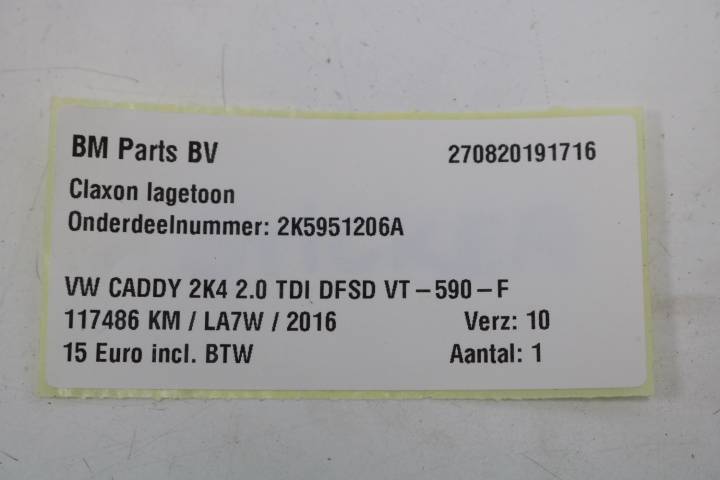 BM Parts BV 270820191716
Claxon lagetoon
Onderdeelnummer: 2K5951206A
VW CADDY 2K4 2.0 TDI DFSD VT-590-F
117486 KM / LA7W / 2016 Verz: 10
15 Euro incl. BTW Aantal: 1